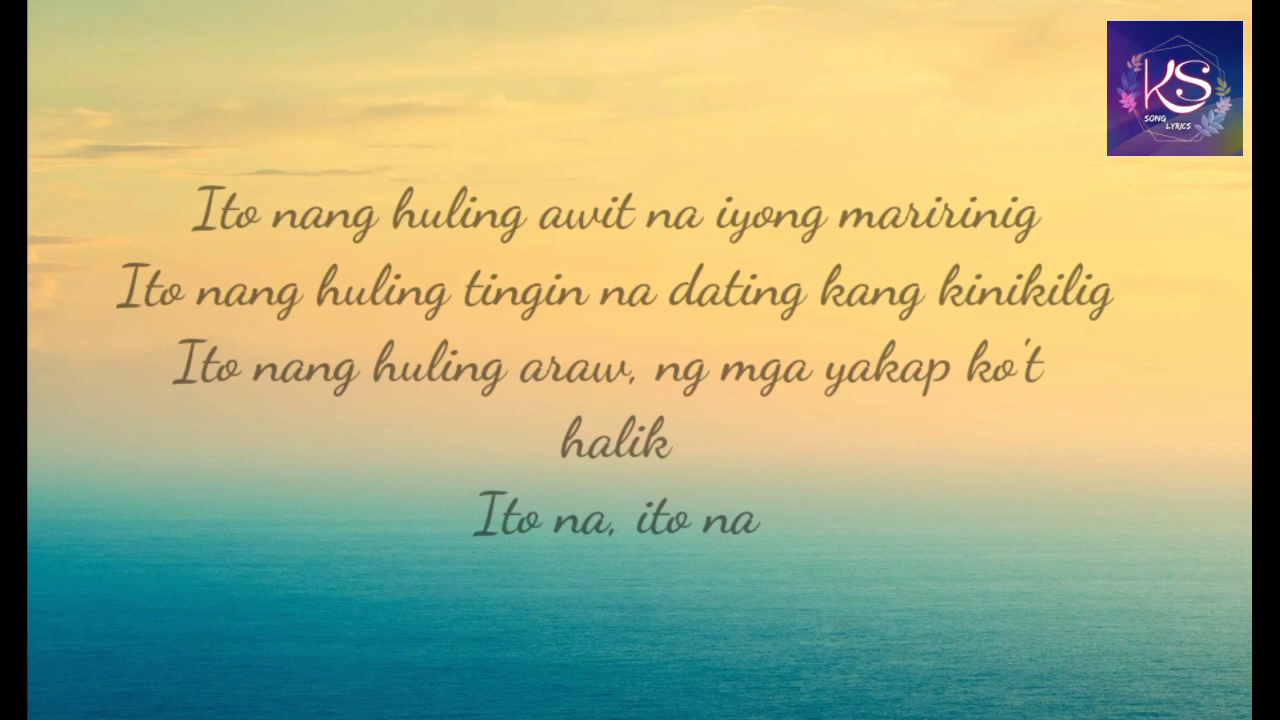 KS
SONG
LYRICS
Ito nang huling awit na iyong maririnig
Ito nang huling tingin na dating kang kinikilig
Ito nang huling araw, ng mga yakap ko't
halik
Ito na, ito na